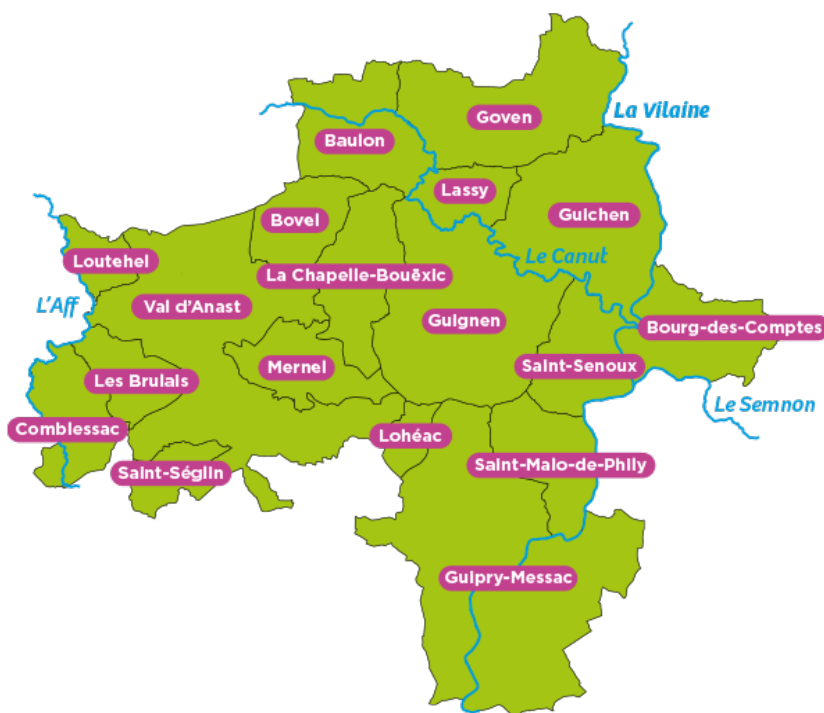 La Vilaine
Goven
Baulon
Lassy
Guichen
Bovel
Le Canut
Loutehel
La Chapelle-Bouëxic
L'Aff
Val d'Anast
Guignen
Bourg-des-Comptes
Mernel
Saint-Senoux
Les Brulais
Le Semnon
Comblessac
Lohéac
Saint-Séglin
Saint-Malo-de-Phily
Guipry-Messac